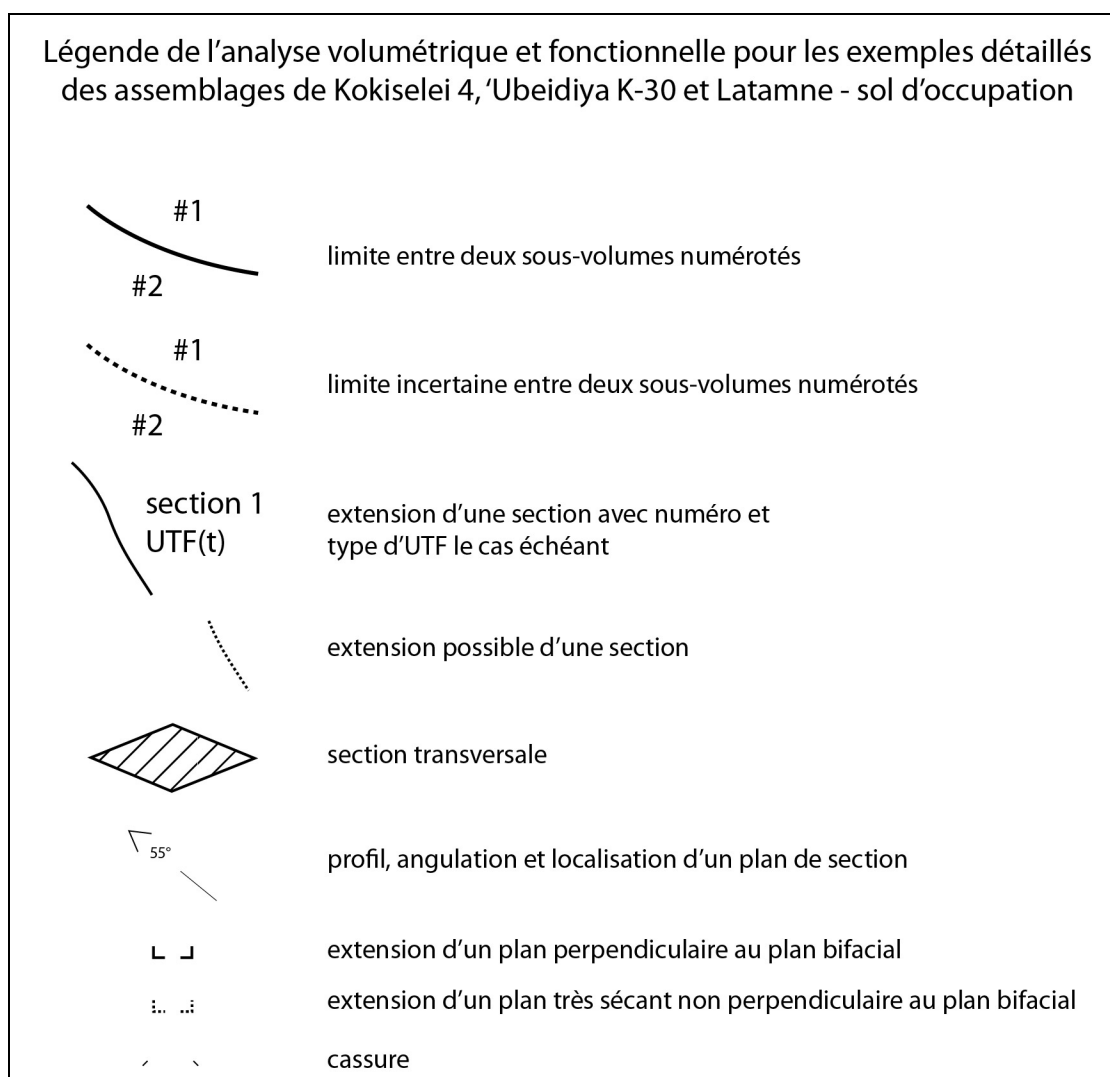 Légende de l'analyse volumétrique et fonctionnelle pour les exemples détaillés
des assemblages de Kokiselei 4, ‘Ubeidiya K-30 et Latamne - sol d'occupation
#1
limite entre deux sous-volumes numérotés
#2
#1
limite incertaine entre deux sous-volumes numérotés
#2
section 1
UTF(t)
extension d'une section avec numéro et
type d'UTF le cas échéant
extension possible d'une section
section transversale
55°
profil, angulation et localisation d'un plan de section
extension d'un plan perpendiculaire au plan bifacial
extension d'un plan très sécant non perpendiculaire au plan bifacial
cassure